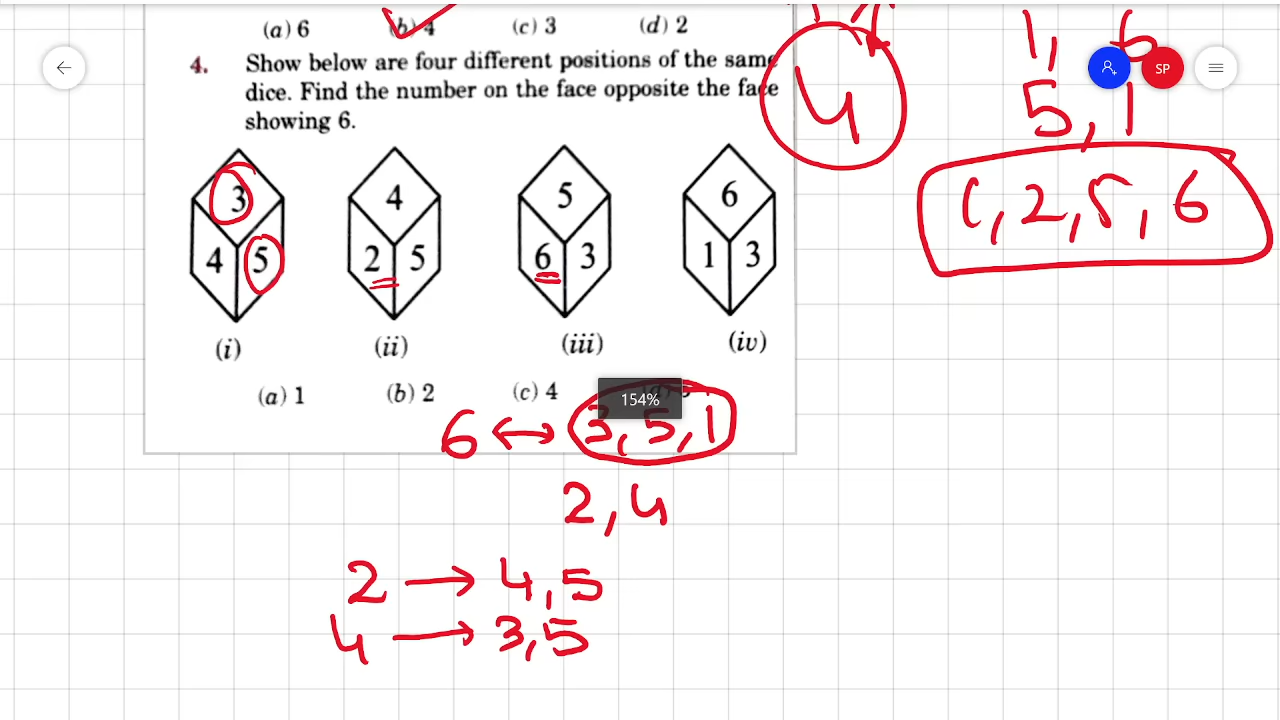 (a) 6 (b) 4 (c) 3 (d) 2
4. Show below are four different positions of the same
dice. Find the number on the face opposite the face
showing 6.
3 4 5 6
4 5 2 5 6 3 1 3
(i) (ii) (iii) (iv)
(a) 1 (b) 2 (c) 4
154%
6 ↔ 3, 5, 1
2, 4
2 → 4, 5
4 → 3, 5
4
1, 6
5, 1
1, 2, 5, 6
SP